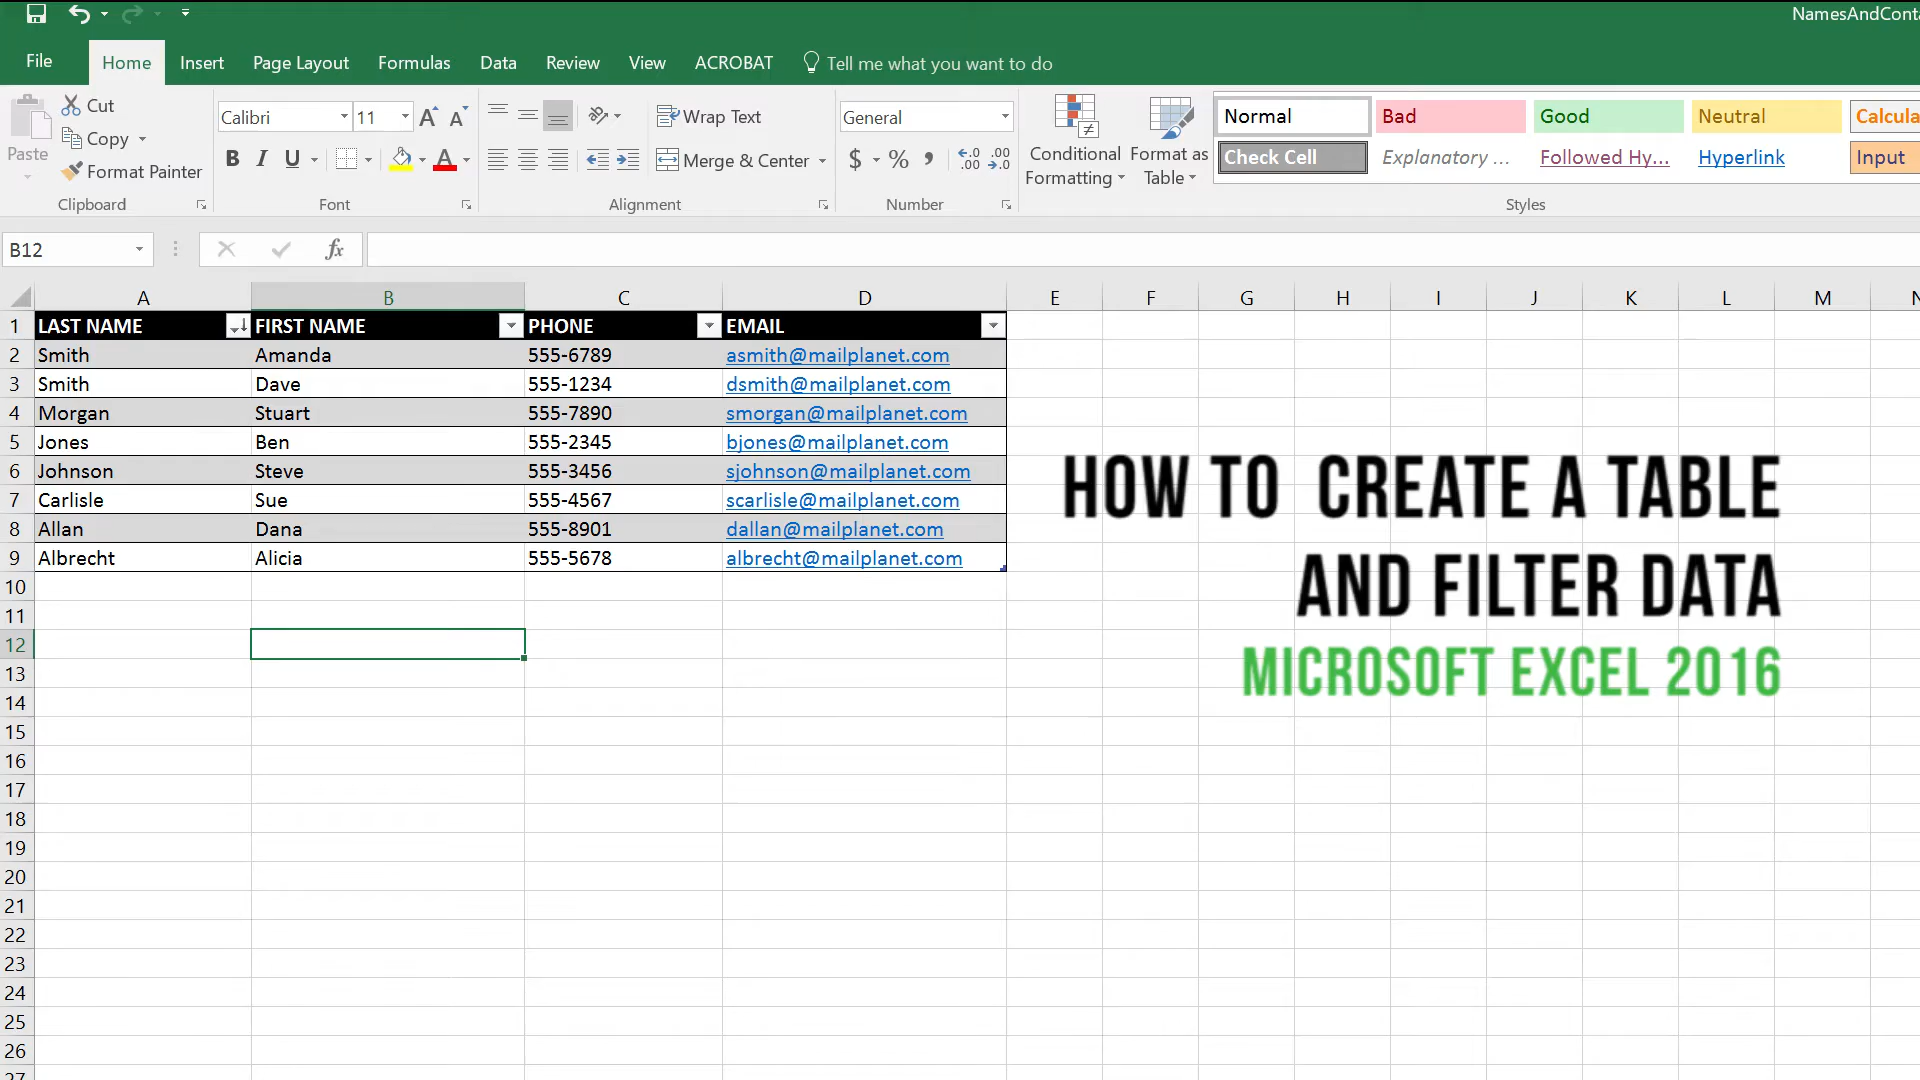 NamesAndConta
File Home Insert Page Layout Formulas Data Review View ACROBAT Tell me what you want to do
Paste
Cut
Copy
Format Painter
Clipboard
Calibri 11 A A
B I U A
Font
Wrap Text
Merge & Center
Alignment
General
$ % , .0 .00 .00 .0
Number
Conditional Formatting
Format as Table
Normal Bad Good Neutral Calcula
Check Cell Explanatory ... Followed Hy... Hyperlink Input
Styles
B12 fx
A B C D E F G H I J K L M N
1 LAST NAME FIRST NAME PHONE EMAIL
2 Smith Amanda 555-6789 asmith@mailplanet.com
3 Smith Dave 555-1234 dsmith@mailplanet.com
4 Morgan Stuart 555-7890 smorgan@mailplanet.com
5 Jones Ben 555-2345 bjones@mailplanet.com
6 Johnson Steve 555-3456 sjohnson@mailplanet.com
7 Carlisle Sue 555-4567 scarlisle@mailplanet.com
8 Allan Dana 555-8901 dallan@mailplanet.com
9 Albrecht Alicia 555-5678 albrecht@mailplanet.com
10
11
12
13
14
15
16
17
18
19
20
21
22
23
24
25
26
27
HOW TO CREATE A TABLE
AND FILTER DATA
MICROSOFT EXCEL 2016